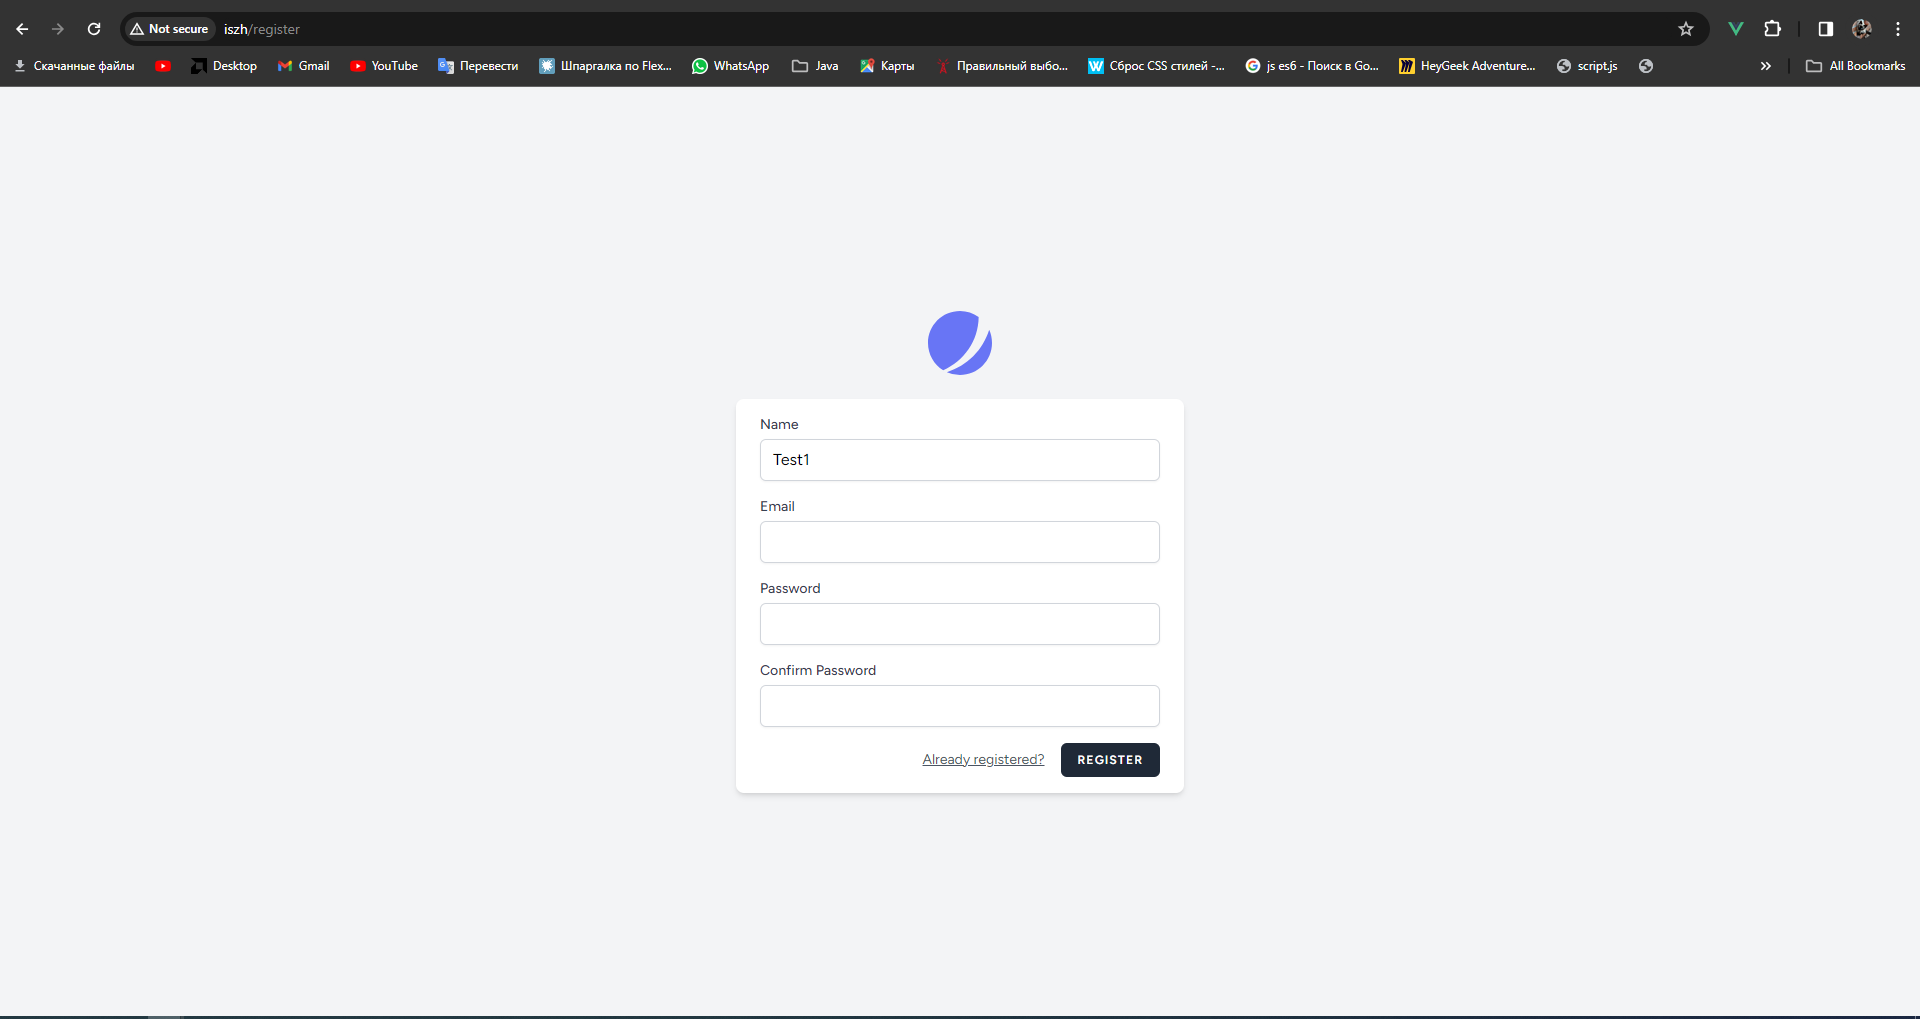 Not secure iszh/register
Скачанные файлы Desktop Gmail YouTube Перевести Шпаргалка по Flex... WhatsApp Java Карты Правильный выбо... Сброс CSS стилей -... js es6 - Поиск в Go... HeyGeek Adventure... script.js All Bookmarks
Name
Test1
Email
Password
Confirm Password
Already registered? REGISTER